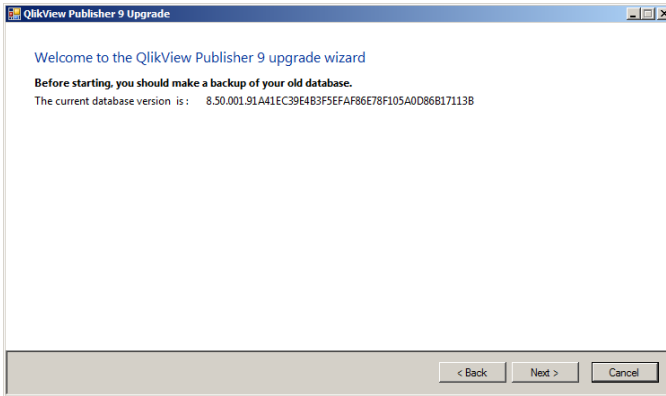 QlikView Publisher 9 Upgrade
Welcome to the QlikView Publisher 9 upgrade wizard
Before starting, you should make a backup of your old database.
The current database version is : 8.50.001.91A41EC39E4B3F5EFAF86E78F105A0D86B17113B
< Back Next > Cancel